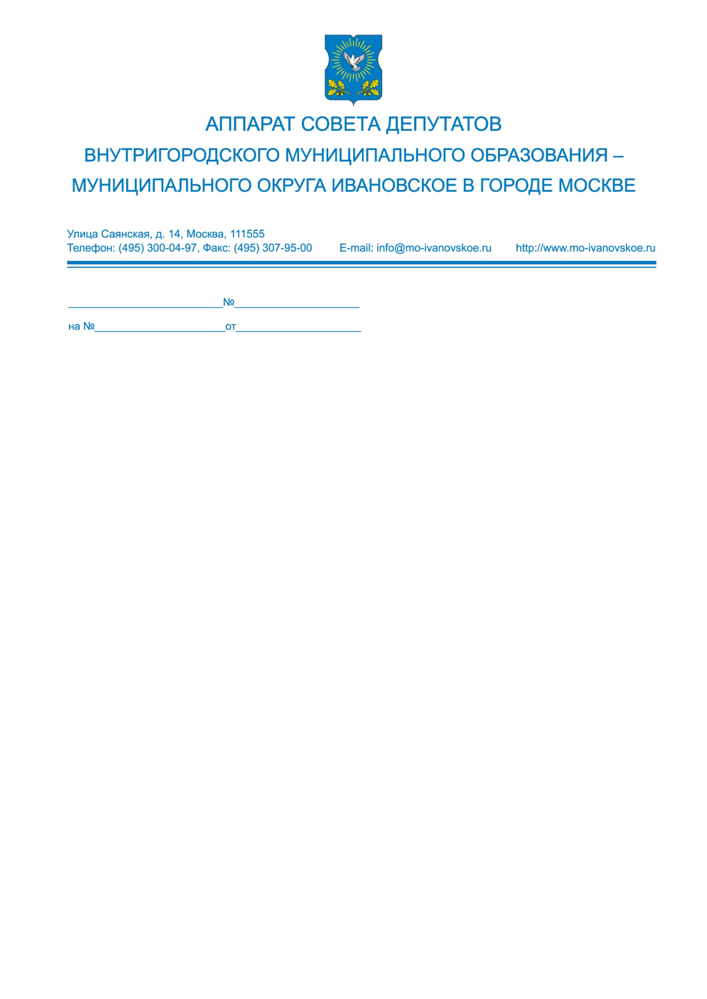 АППАРАТ СОВЕТА ДЕПУТАТОВ
ВНУТРИГОРОДСКОГО МУНИЦИПАЛЬНОГО ОБРАЗОВАНИЯ –
МУНИЦИПАЛЬНОГО ОКРУГА ИВАНОВСКОЕ В ГОРОДЕ МОСКВЕ
Улица Саянская, д. 14, Москва, 111555
Телефон: (495) 300-04-97, Факс: (495) 307-95-00 E-mail: info@mo-ivanovskoe.ru http://www.mo-ivanovskoe.ru
__________________________№_____________________
на №______________________от_____________________